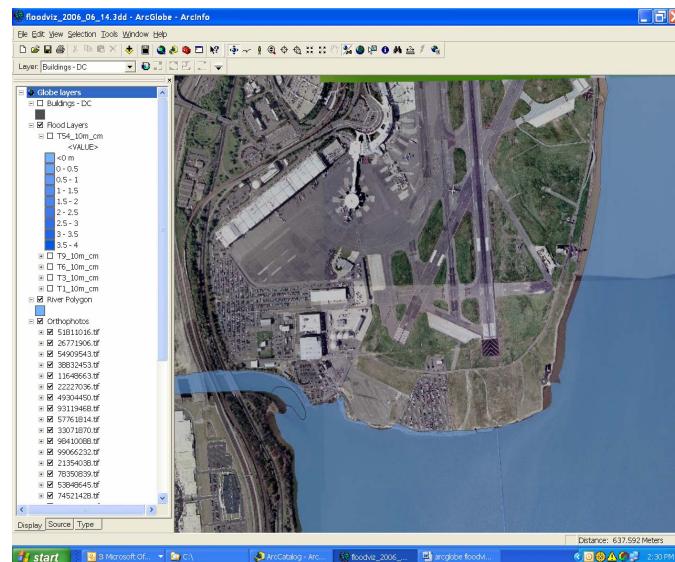 floodviz_2006_06_14.3dd - ArcGlobe - ArcInfo
File Edit View Selection Tools Window Help
Layer: Buildings - DC
Globe layers
Buildings - DC
Flood Layers
T54_10m_cm
<VALUE>
<0 m
0 - 0.5
0.5 - 1
1 - 1.5
1.5 - 2
2 - 2.5
2.5 - 3
3 - 3.5
3.5 - 4
T9_10m_cm
T6_10m_cm
T3_10m_cm
T1_10m_cm
River Polygon
Orthophotos
51811016.tif
26771906.tif
54909543.tif
38832453.tif
11648663.tif
22227036.tif
49304450.tif
93119468.tif
57761814.tif
33071870.tif
98410088.tif
99066232.tif
21354038.tif
78350839.tif
53848645.tif
74521428.tif
Display Source Type
Distance: 637.592 Meters
start 3 Microsoft Of... C:\ ArcCatalog - Arc... floodviz_2006_... arcglobe floodvi... 2:30 PM